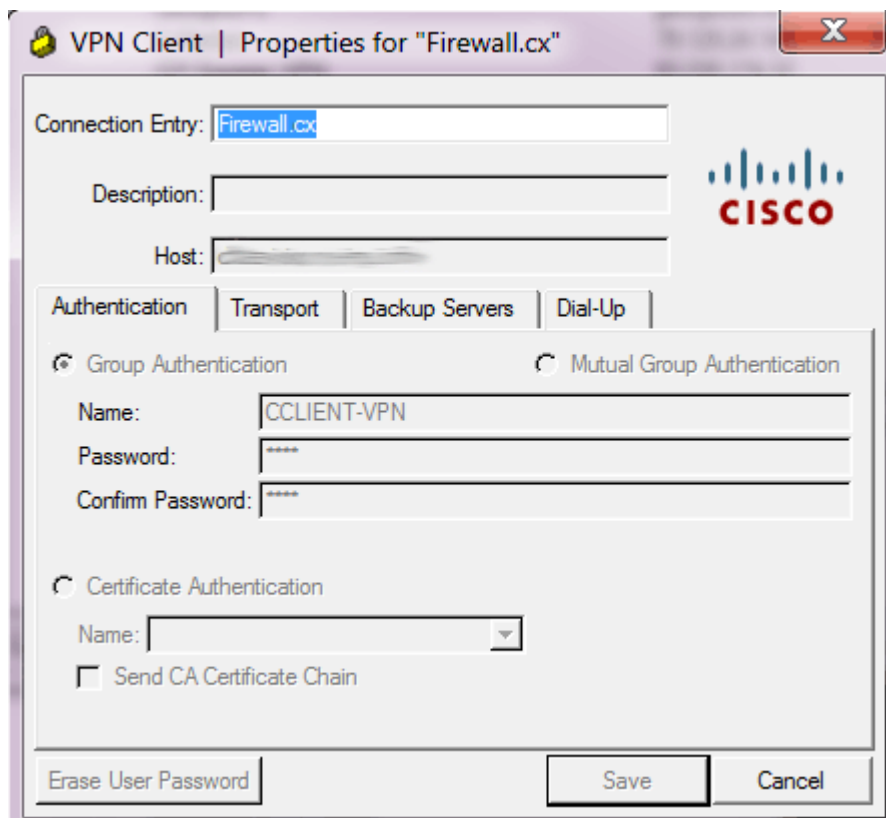 VPN Client | Properties for "Firewall.cx"
Connection Entry: Firewall.cx
CISCO
Description:
Host:
Authentication Transport Backup Servers Dial-Up
Group Authentication Mutual Group Authentication
Name: CCLIENT-VPN
Password: ****
Confirm Password: ****
Certificate Authentication
Name:
Send CA Certificate Chain
Erase User Password Save Cancel